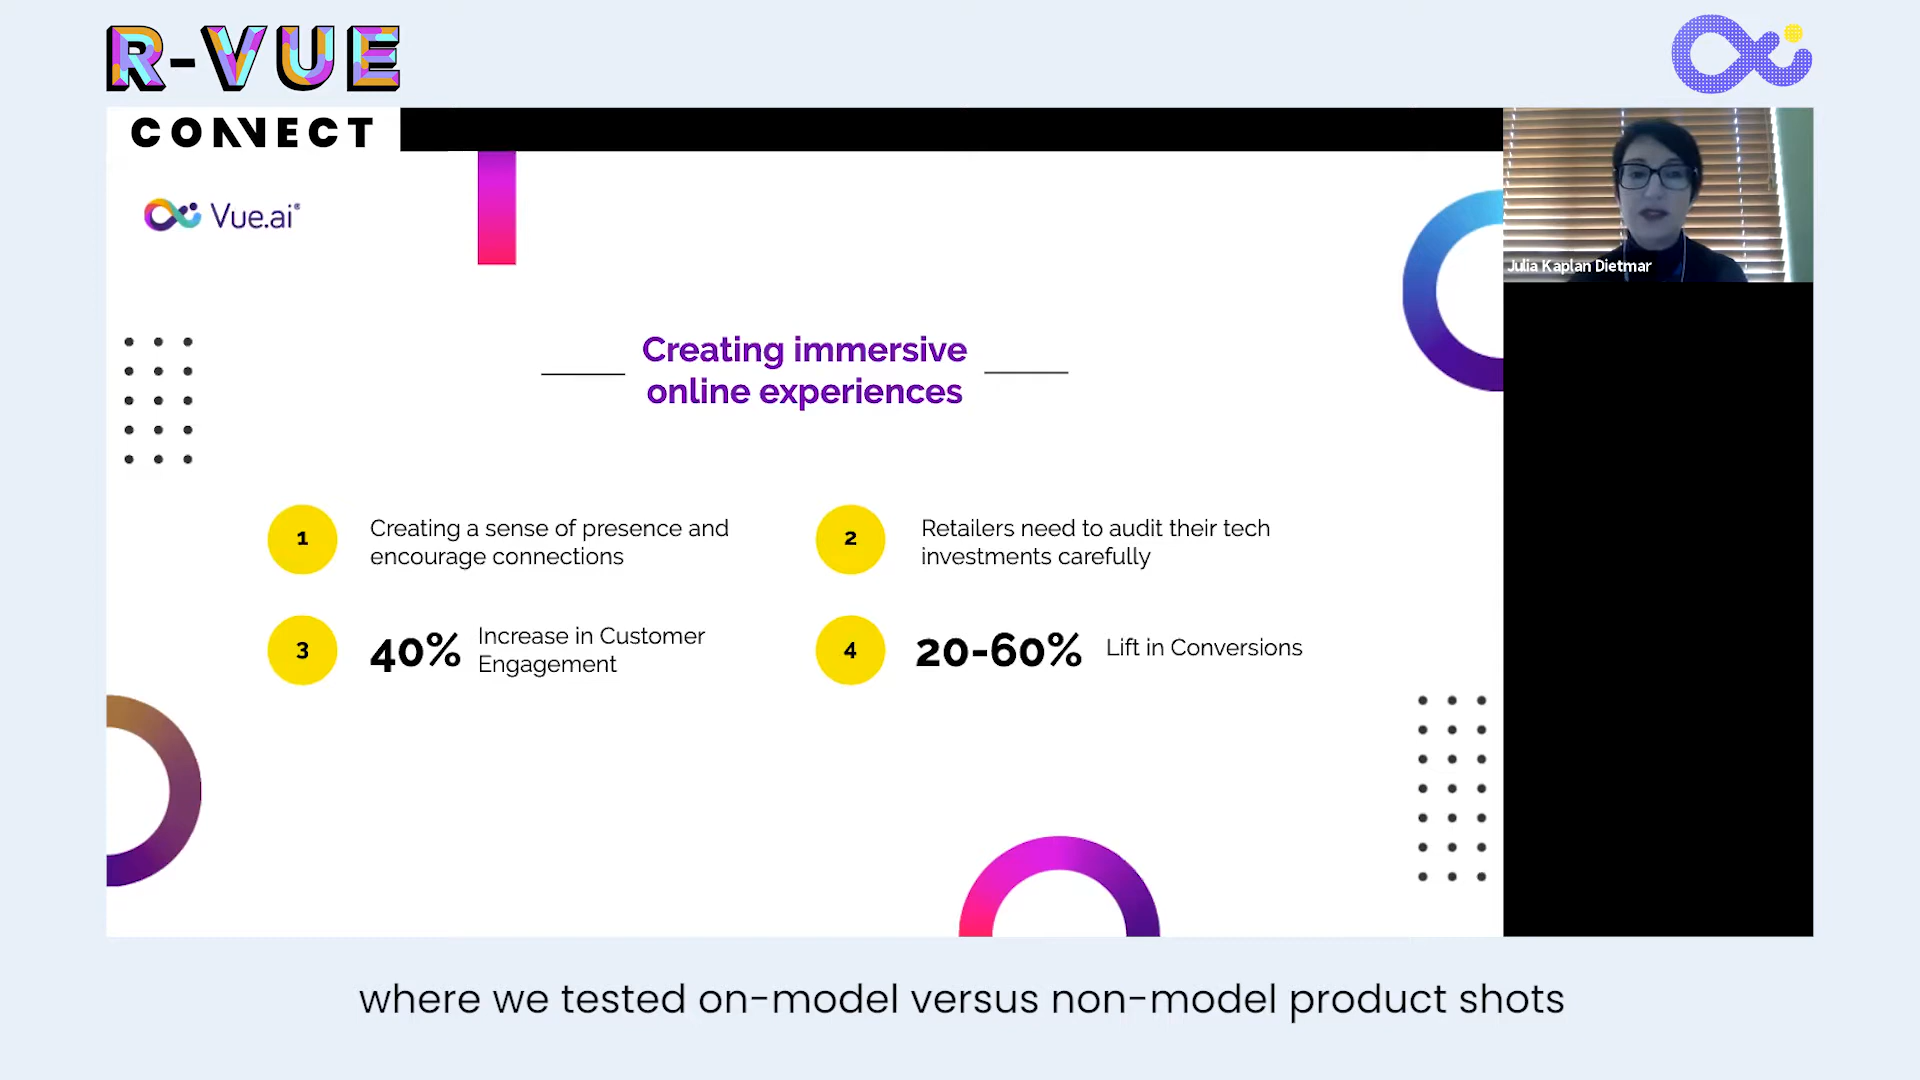 R-VUE
CONNECT
Vue.ai®
Julia Kaplan Dietmar
Creating immersive
online experiences
1
Creating a sense of presence and
encourage connections
2
Retailers need to audit their tech
investments carefully
3
40%
Increase in Customer
Engagement
4
20-60%
Lift in Conversions
where we tested on-model versus non-model product shots